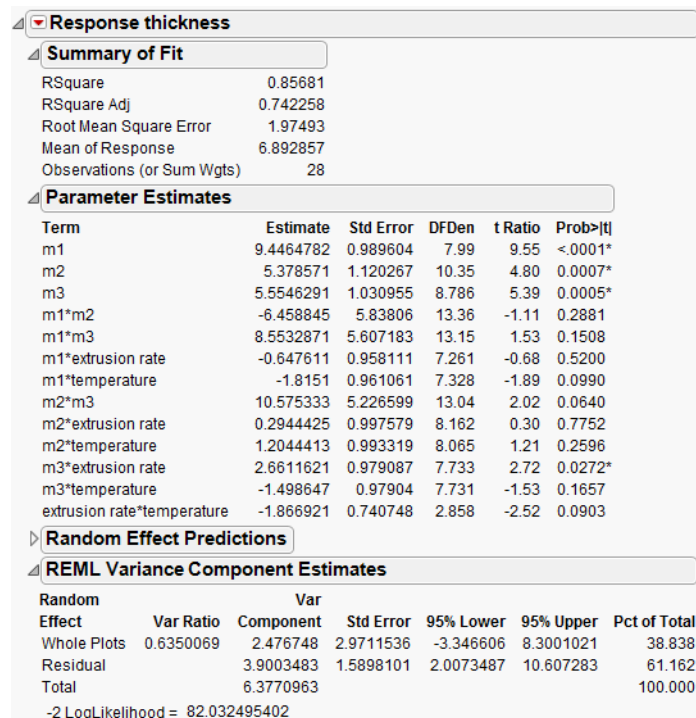 Response thickness
Summary of Fit
RSquare 0.85681
RSquare Adj 0.742258
Root Mean Square Error 1.97493
Mean of Response 6.892857
Observations (or Sum Wgts) 28
Parameter Estimates
Term Estimate Std Error DFDen t Ratio Prob>|t|
m1 9.4464782 0.989604 7.99 9.55 <.0001*
m2 5.378571 1.120267 10.35 4.80 0.0007*
m3 5.5546291 1.030955 8.786 5.39 0.0005*
m1*m2 -6.458845 5.83806 13.36 -1.11 0.2881
m1*m3 8.5532871 5.607183 13.15 1.53 0.1508
m1*extrusion rate -0.647611 0.958111 7.261 -0.68 0.5200
m1*temperature -1.8151 0.961061 7.328 -1.89 0.0990
m2*m3 10.575333 5.226599 13.04 2.02 0.0640
m2*extrusion rate 0.2944425 0.997579 8.162 0.30 0.7752
m2*temperature 1.2044413 0.993319 8.065 1.21 0.2596
m3*extrusion rate 2.6611621 0.979087 7.733 2.72 0.0272*
m3*temperature -1.498647 0.97904 7.731 -1.53 0.1657
extrusion rate*temperature -1.866921 0.740748 2.858 -2.52 0.0903
Random Effect Predictions
REML Variance Component Estimates
Random Var
Effect Var Ratio Component Std Error 95% Lower 95% Upper Pct of Total
Whole Plots 0.6350069 2.476748 2.9711536 -3.346606 8.3001021 38.838
Residual 3.9003483 1.5898101 2.0073487 10.607283 61.162
Total 6.3770963 100.000
-2 LogLikelihood = 82.032495402